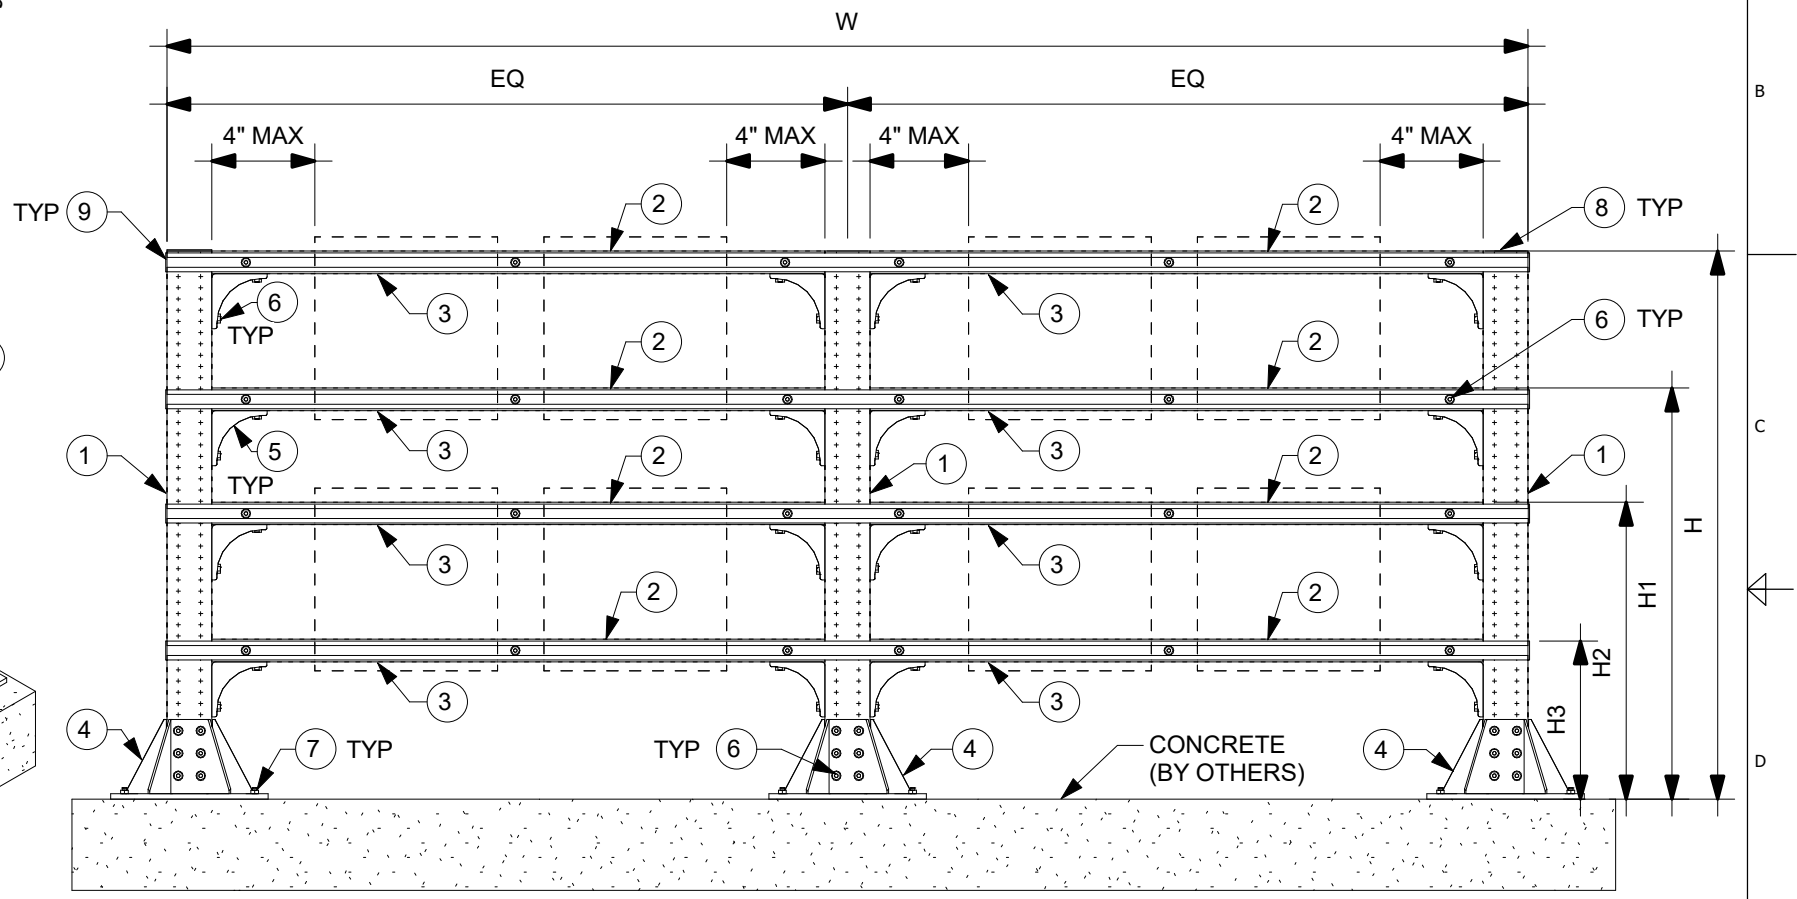 W
EQ EQ
B
4" MAX 4" MAX 4" MAX 4" MAX
TYP 9 2 2 8 TYP
6 3 3 6 TYP
TYP
2 2
C
5 3 3
1 2 1 2 1
TYP
H
3 3
H1
2 2
H2
3 3
H3
4 7 TYP TYP 6 4 CONCRETE 4
(BY OTHERS)
D